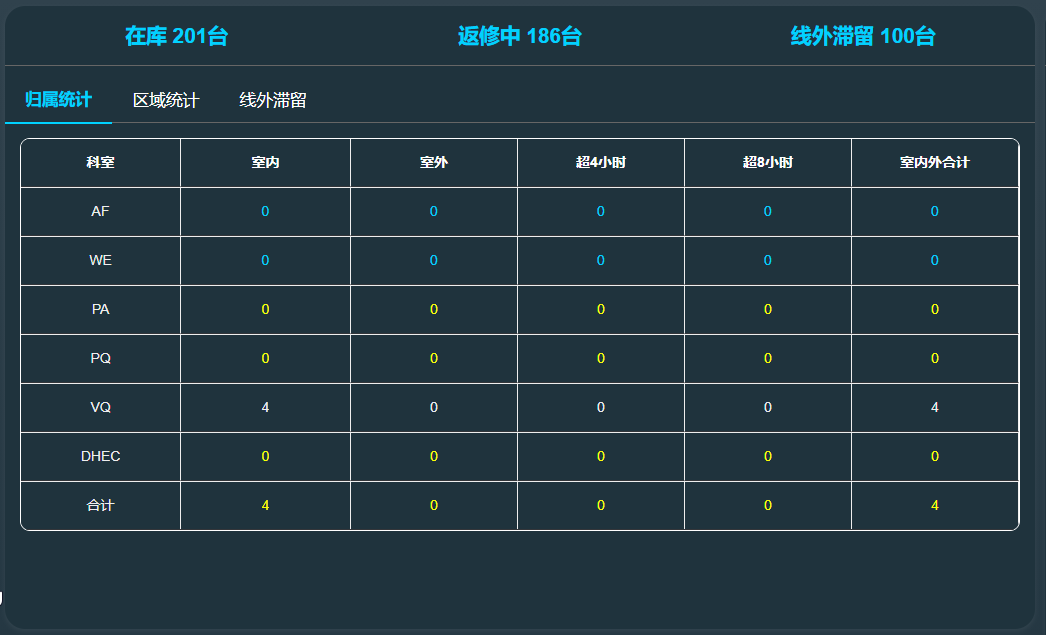 在库 201台 返修中 186台 线外滞留 100台
归属统计 区域统计 线外滞留
科室 室内 室外 超4小时 超8小时 室内外合计
AF 0 0 0 0 0
WE 0 0 0 0 0
PA 0 0 0 0 0
PQ 0 0 0 0 0
VQ 4 0 0 0 4
DHEC 0 0 0 0 0
合计 4 0 0 0 4